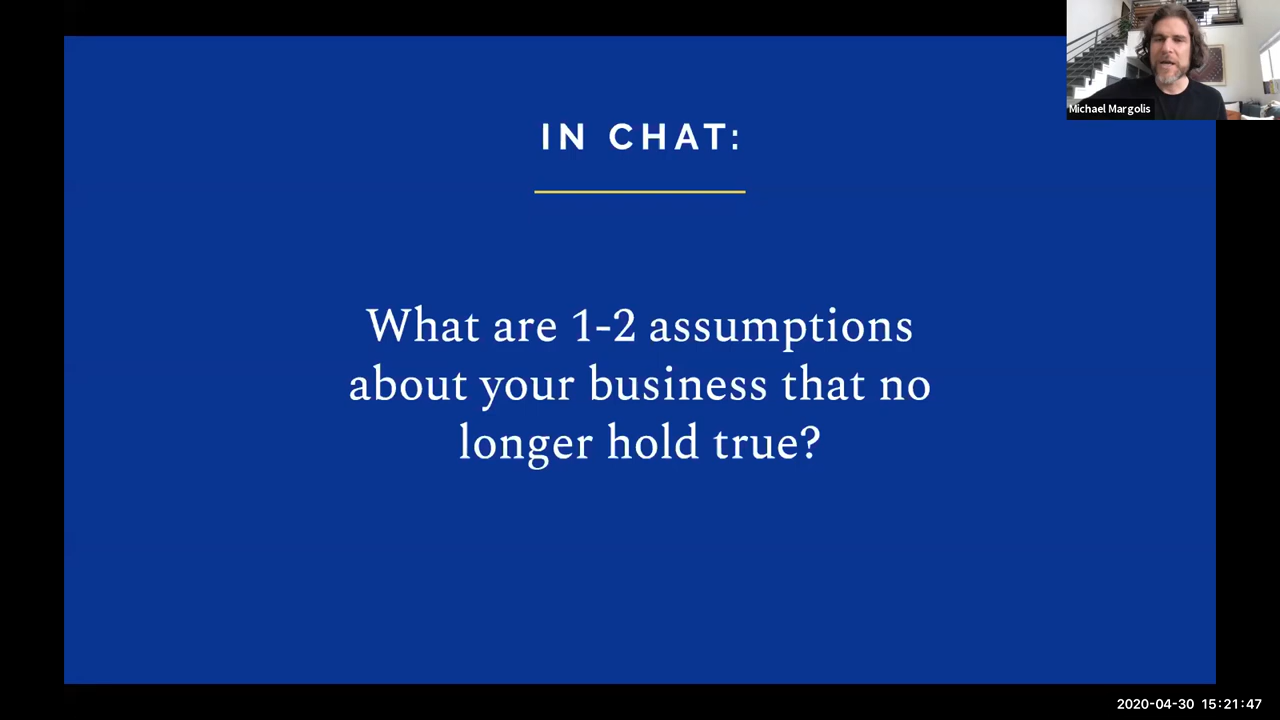 Michael Margolis
IN CHAT:
What are 1-2 assumptions
about your business that no
longer hold true?
2020-04-30 15:21:47